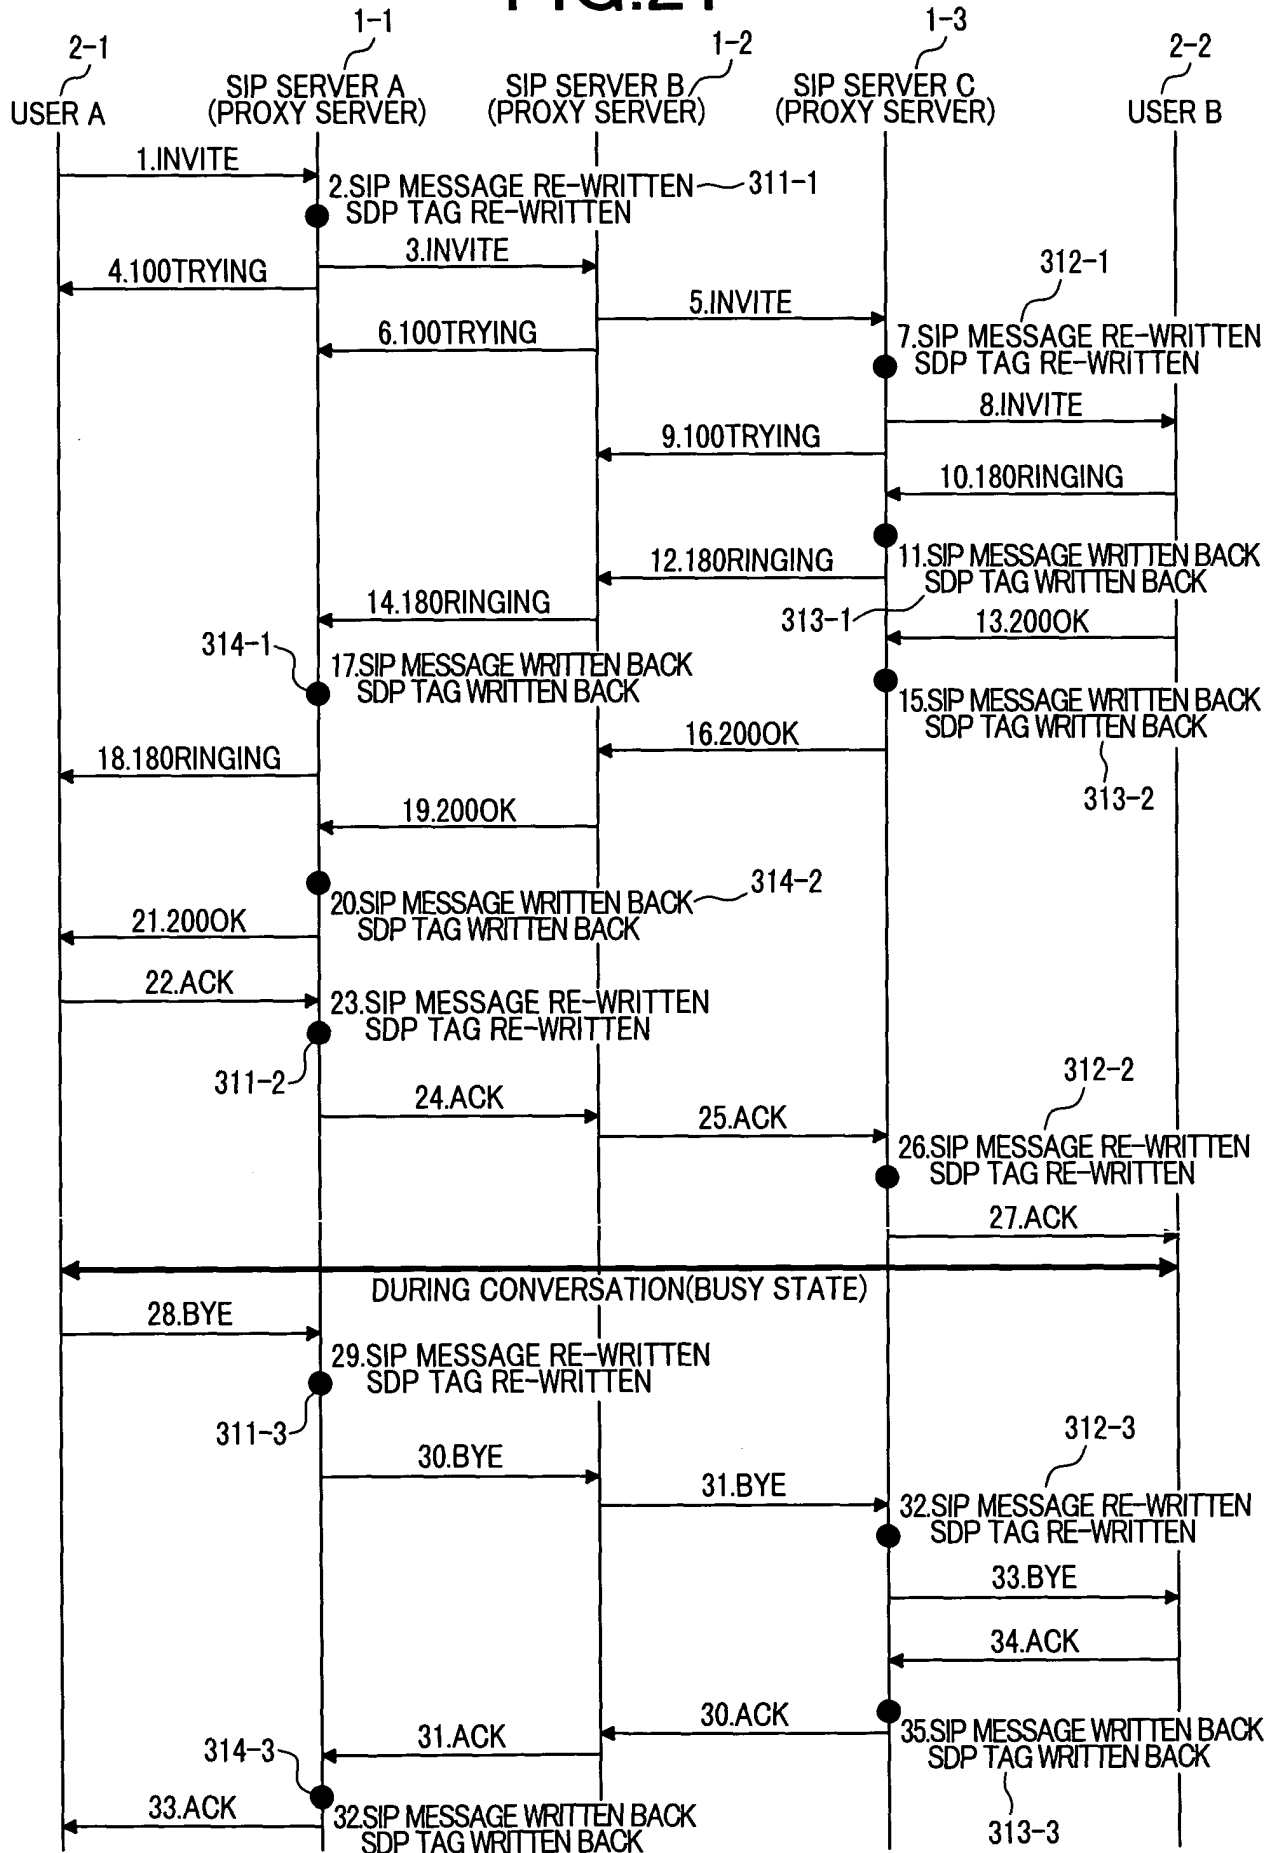 FIG.21
1-1
1-3
2-1
1-2
2-2
SIP SERVER A
(PROXY SERVER)
SIP SERVER B
(PROXY SERVER)
SIP SERVER C
(PROXY SERVER)
USER A
USER B
1.INVITE
2.SIP MESSAGE RE-WRITTEN
SDP TAG RE-WRITTEN
311-1
3.INVITE
4.100TRYING
312-1
5.INVITE
6.100TRYING
7.SIP MESSAGE RE-WRITTEN
SDP TAG RE-WRITTEN
8.INVITE
9.100TRYING
10.180RINGING
11.SIP MESSAGE WRITTEN BACK
SDP TAG WRITTEN BACK
12.180RINGING
14.180RINGING
313-1
13.200OK
314-1
17.SIP MESSAGE WRITTEN BACK
SDP TAG WRITTEN BACK
15.SIP MESSAGE WRITTEN BACK
SDP TAG WRITTEN BACK
16.200OK
18.180RINGING
313-2
19.200OK
314-2
20.SIP MESSAGE WRITTEN BACK
SDP TAG WRITTEN BACK
21.200OK
22.ACK
23.SIP MESSAGE RE-WRITTEN
SDP TAG RE-WRITTEN
311-2
312-2
24.ACK
25.ACK
26.SIP MESSAGE RE-WRITTEN
SDP TAG RE-WRITTEN
27.ACK
DURING CONVERSATION(BUSY STATE)
28.BYE
29.SIP MESSAGE RE-WRITTEN
SDP TAG RE-WRITTEN
311-3
312-3
30.BYE
31.BYE
32.SIP MESSAGE RE-WRITTEN
SDP TAG RE-WRITTEN
33.BYE
34.ACK
30.ACK
35.SIP MESSAGE WRITTEN BACK
SDP TAG WRITTEN BACK
31.ACK
314-3
33.ACK
32.SIP MESSAGE WRITTEN BACK
SDP TAG WRITTEN BACK
313-3